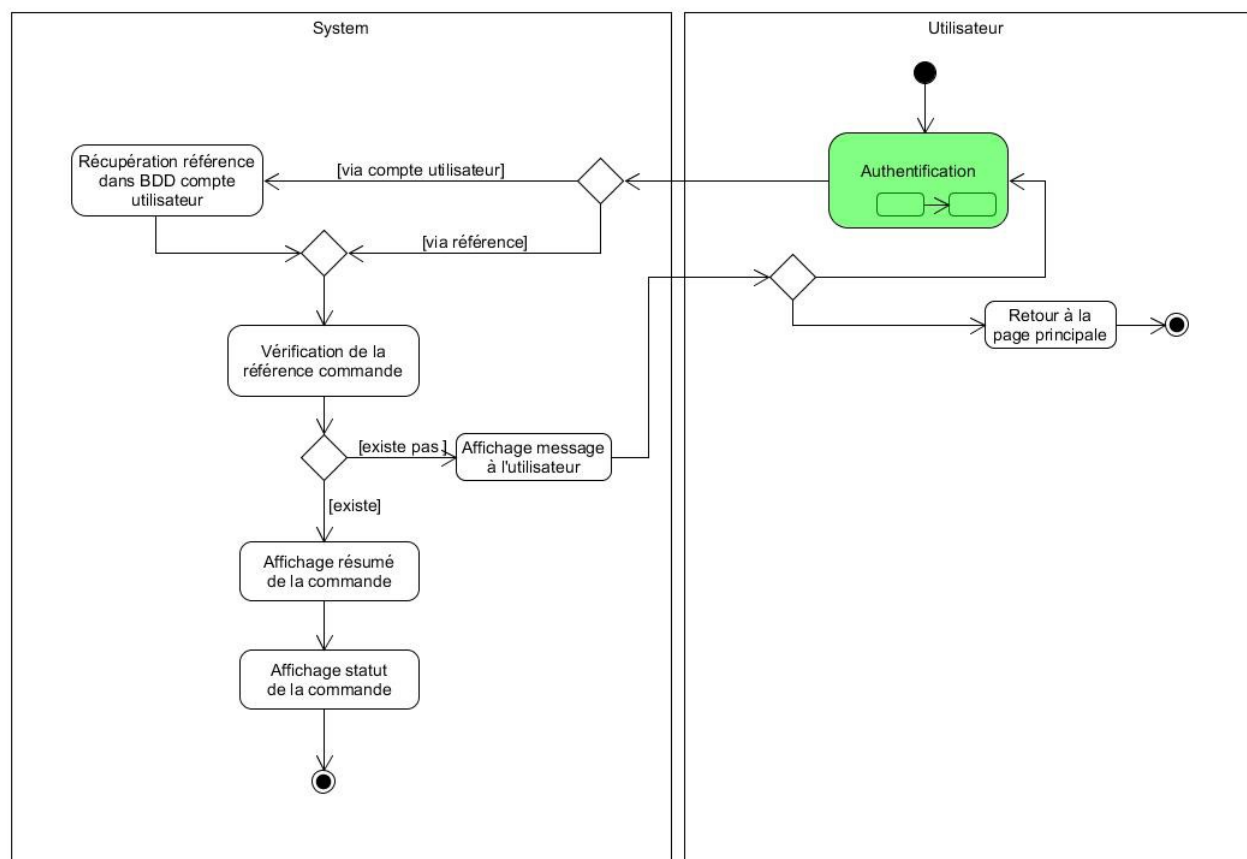 System
Utilisateur
Authentification
Récupération référence
dans BDD compte
utilisateur
[via compte utilisateur]
[via référence]
Retour à la
page principale
Vérification de la
référence commande
[existe pas ]
Affichage message
à l'utilisateur
[existe]
Affichage résumé
de la commande
Affichage statut
de la commande